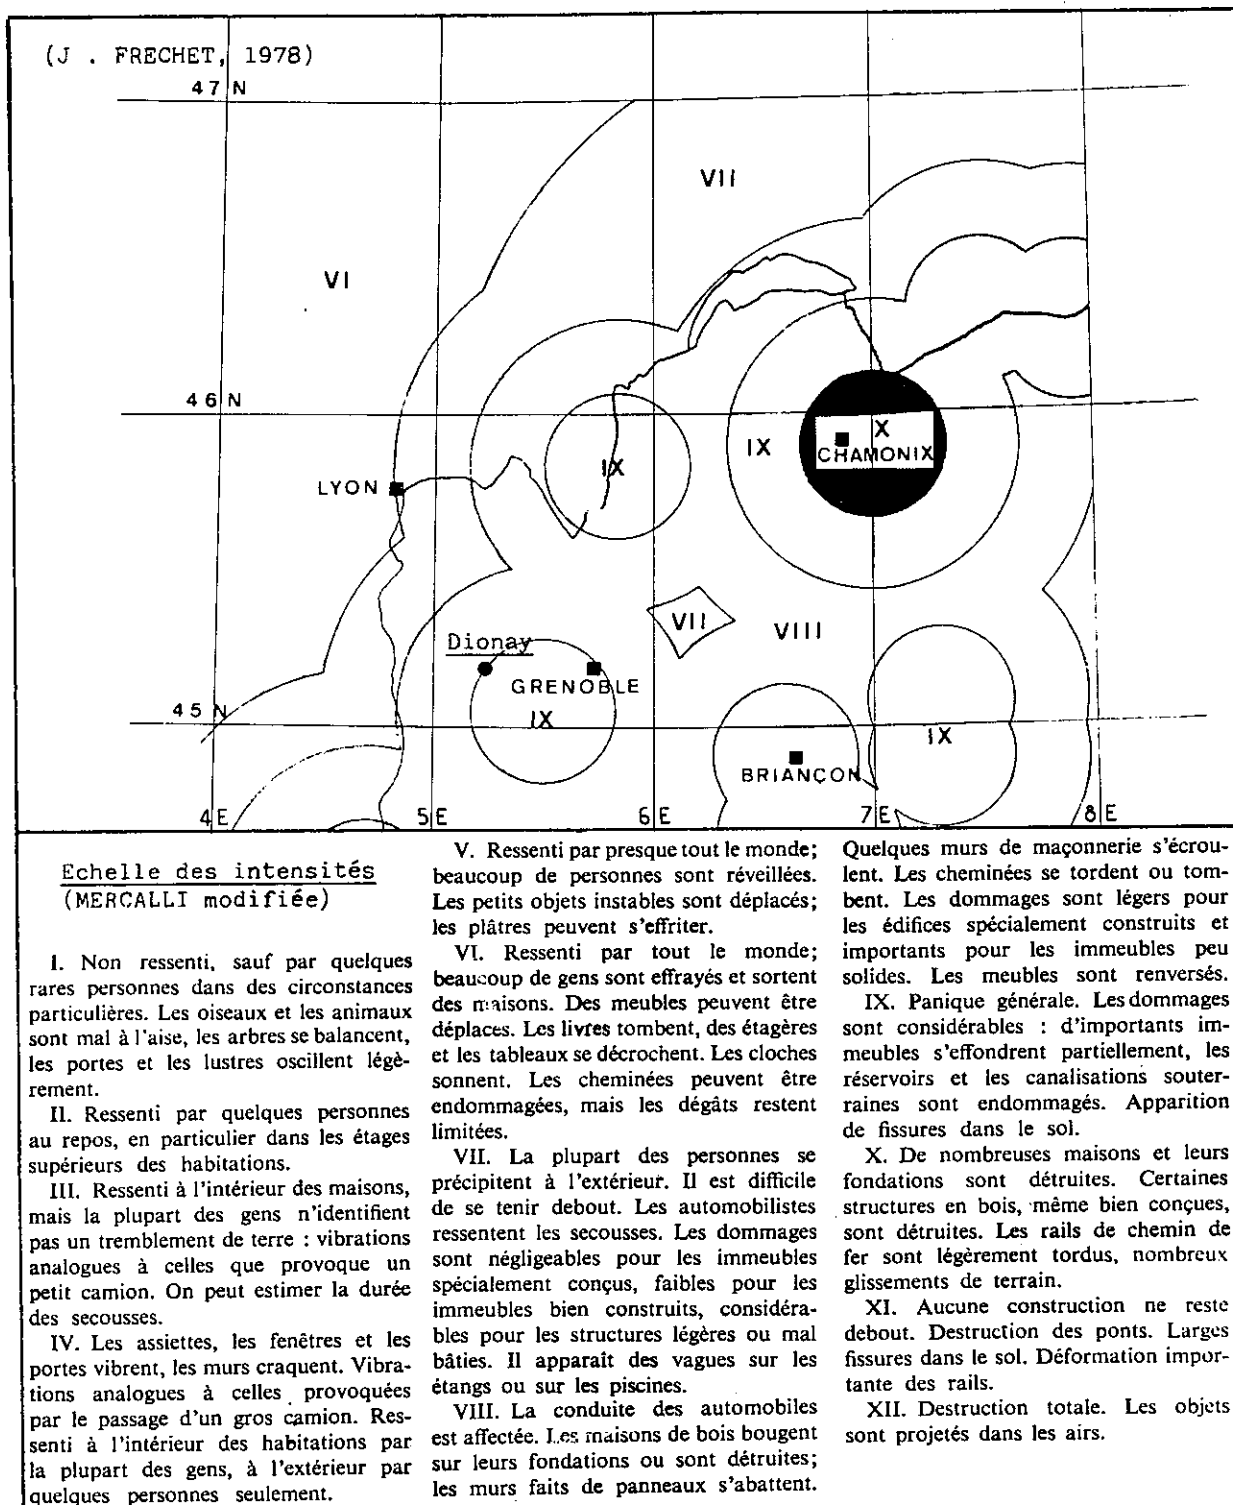 (J . FRECHET, 1978)
47 N
VII
VI
46 N
IX
IX
X
CHAMONIX
LYON
VII
VIII
Dionay
GRENOBLE
45 N
IX
IX
BRIANÇON
4 E
5 E
6 E
7 E
8 E
Echelle des intensités
(MERCALLI modifiée)
I. Non ressenti, sauf par quelques
rares personnes dans des circonstances
particulières. Les oiseaux et les animaux
sont mal à l'aise, les arbres se balancent,
les portes et les lustres oscillent légè-
rement.
II. Ressenti par quelques personnes
au repos, en particulier dans les étages
supérieurs des habitations.
III. Ressenti à l'intérieur des maisons,
mais la plupart des gens n'identifient
pas un tremblement de terre : vibrations
analogues à celles que provoque un
petit camion. On peut estimer la durée
des secousses.
IV. Les assiettes, les fenêtres et les
portes vibrent, les murs craquent. Vibra-
tions analogues à celles provoquées
par le passage d'un gros camion. Res-
senti à l'intérieur des habitations par
la plupart des gens, à l'extérieur par
quelques personnes seulement.
V. Ressenti par presque tout le monde;
beaucoup de personnes sont réveillées.
Les petits objets instables sont déplacés;
les plâtres peuvent s'effriter.
VI. Ressenti par tout le monde;
beaucoup de gens sont effrayés et sortent
des maisons. Des meubles peuvent être
déplaces. Les livres tombent, des étagères
et les tableaux se décrochent. Les cloches
sonnent. Les cheminées peuvent être
endommagées, mais les dégâts restent
limitées.
VII. La plupart des personnes se
précipitent à l'extérieur. Il est difficile
de se tenir debout. Les automobilistes
ressentent les secousses. Les dommages
sont négligeables pour les immeubles
spécialement conçus, faibles pour les
immeubles bien construits, considéra-
bles pour les structures légères ou mal
bâties. Il apparaît des vagues sur les
étangs ou sur les piscines.
VIII. La conduite des automobiles
est affectée. Les maisons de bois bougent
sur leurs fondations ou sont détruites;
les murs faits de panneaux s'abattent.
Quelques murs de maçonnerie s'écrou-
lent. Les cheminées se tordent ou tom-
bent. Les dommages sont légers pour
les édifices spécialement construits et
importants pour les immeubles peu
solides. Les meubles sont renversés.
IX. Panique générale. Les dommages
sont considérables : d'importants im-
meubles s'effondrent partiellement, les
réservoirs et les canalisations souter-
raines sont endommagés. Apparition
de fissures dans le sol.
X. De nombreuses maisons et leurs
fondations sont détruites. Certaines
structures en bois, même bien conçues,
sont détruites. Les rails de chemin de
fer sont légèrement tordus, nombreux
glissements de terrain.
XI. Aucune construction ne reste
debout. Destruction des ponts. Larges
fissures dans le sol. Déformation impor-
tante des rails.
XII. Destruction totale. Les objets
sont projetés dans les airs.